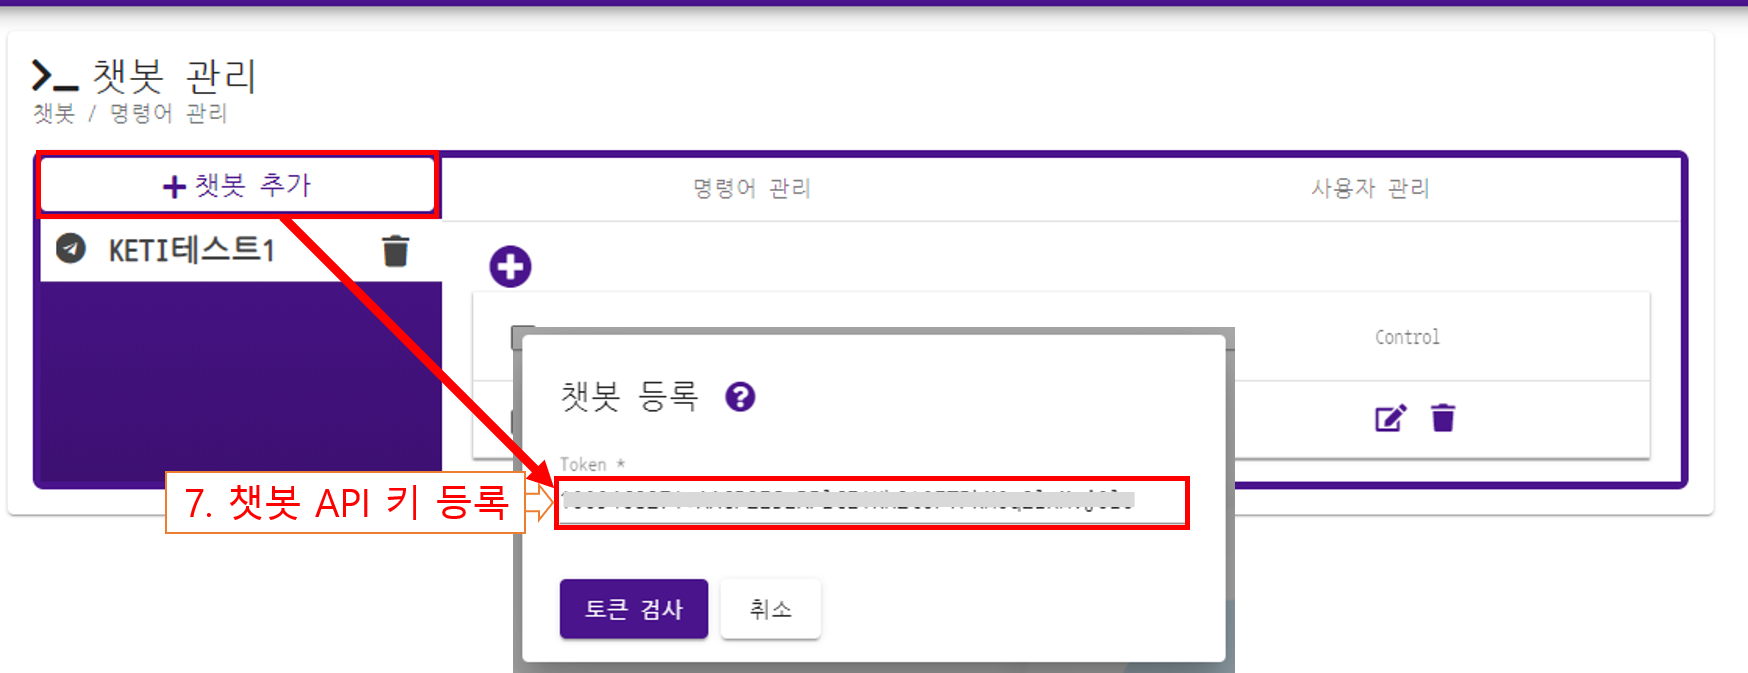 챗봇 관리
챗봇 / 명령어 관리
챗봇 추가
명령어 관리
사용자 관리
KETI테스트1
Control
챗봇 등록
Token *
7. 챗봇 API 키 등록
토큰 검사
취소